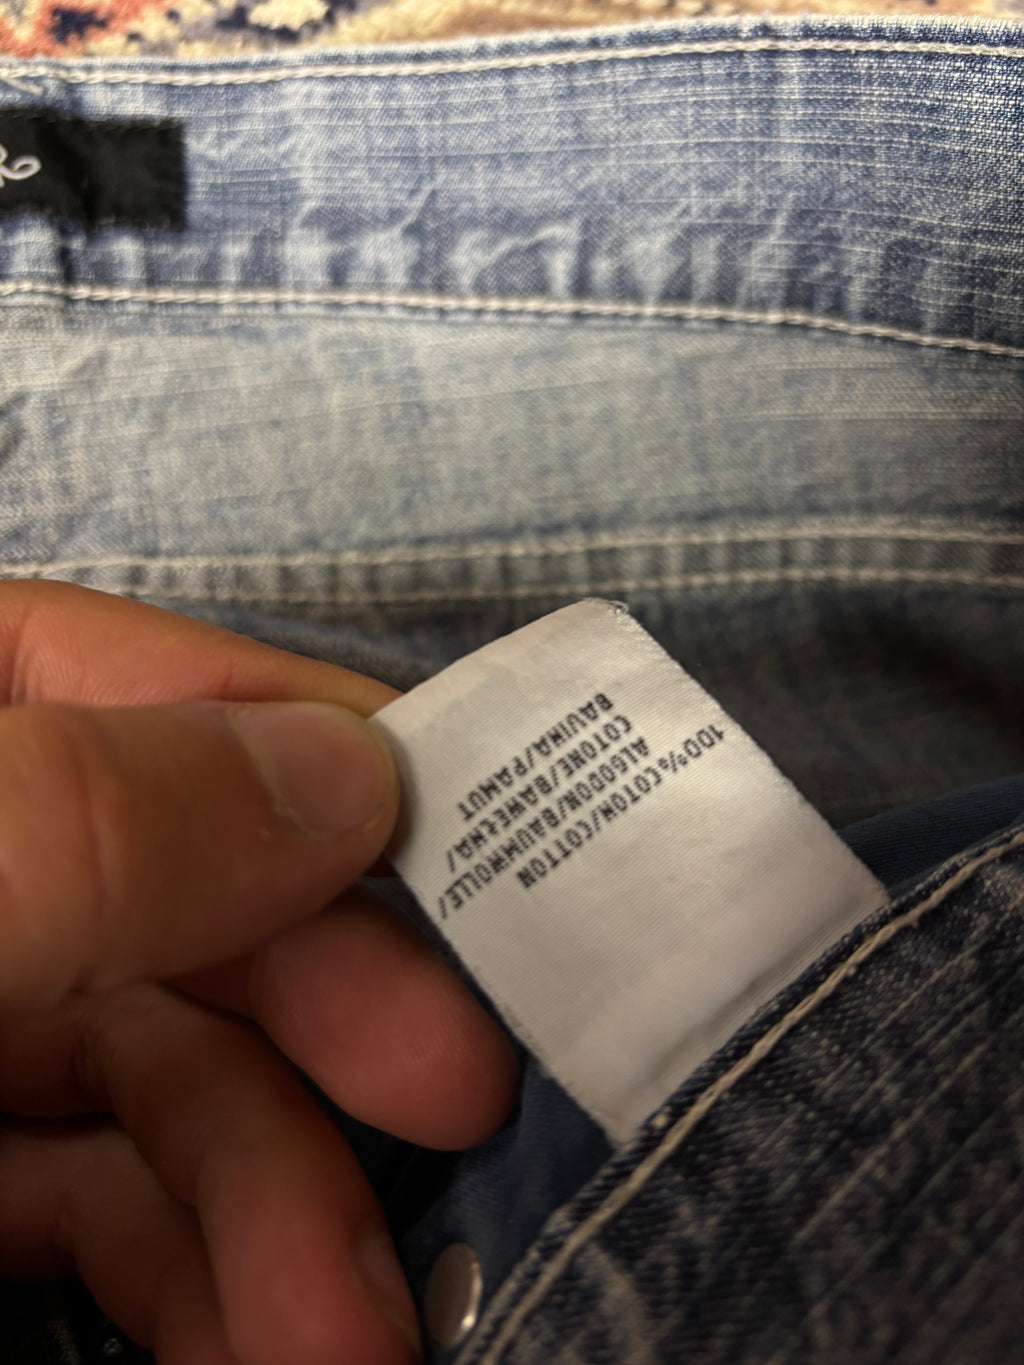 100%COTON/COTTON
ALGODON/BAUMWOLLE/
COTONE/BAWEŁNA/
BAVLNA/PAMUT